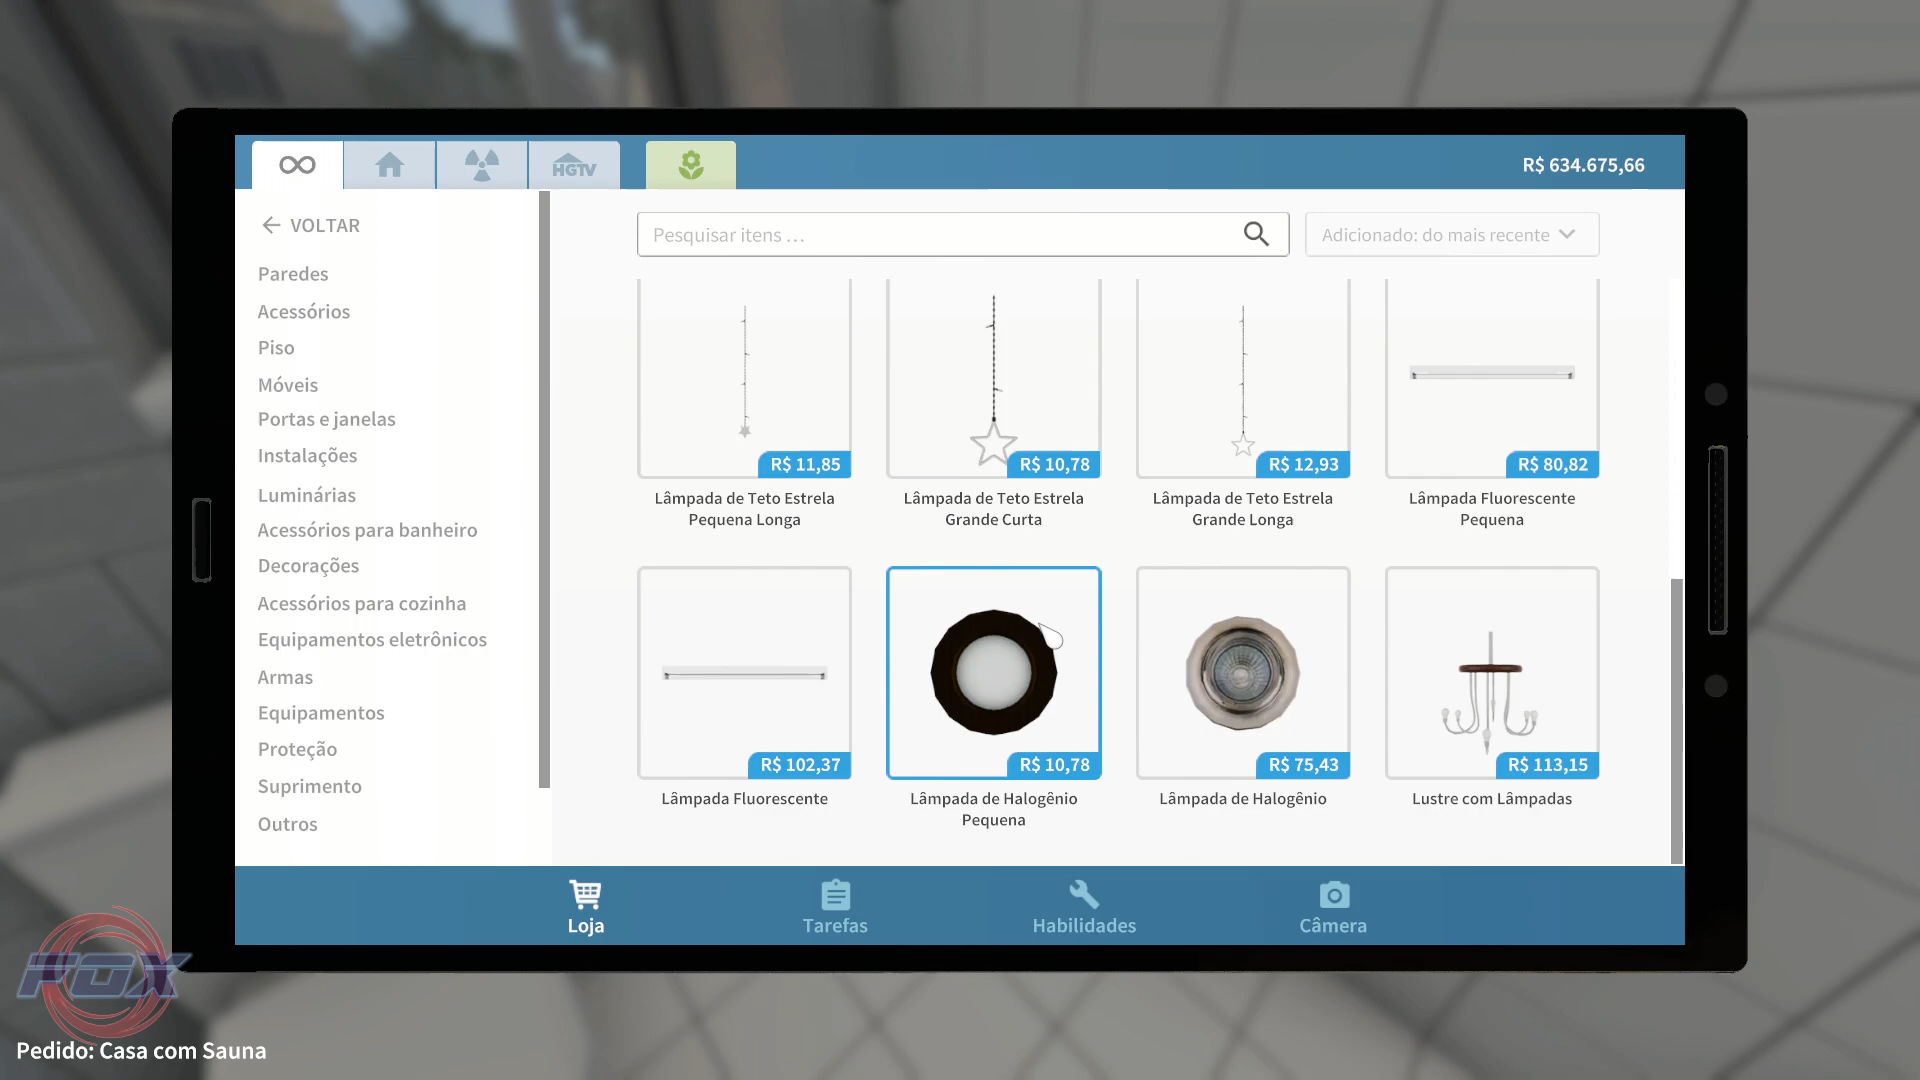 HGTV
R$ 634.675,66
VOLTAR
Pesquisar itens ...
Adicionado: do mais recente
Paredes
Acessórios
Piso
Móveis
Portas e janelas
Instalações
Luminárias
Acessórios para banheiro
Decorações
Acessórios para cozinha
Equipamentos eletrônicos
Armas
Equipamentos
Proteção
Suprimento
Outros
R$ 11,85
R$ 10,78
R$ 12,93
R$ 80,82
Lâmpada de Teto Estrela
Pequena Longa
Lâmpada de Teto Estrela
Grande Curta
Lâmpada de Teto Estrela
Grande Longa
Lâmpada Fluorescente
Pequena
R$ 102,37
R$ 10,78
R$ 75,43
R$ 113,15
Lâmpada Fluorescente
Lâmpada de Halogênio
Pequena
Lâmpada de Halogênio
Lustre com Lâmpadas
Loja
Tarefas
Habilidades
Câmera
FOX
Pedido: Casa com Sauna